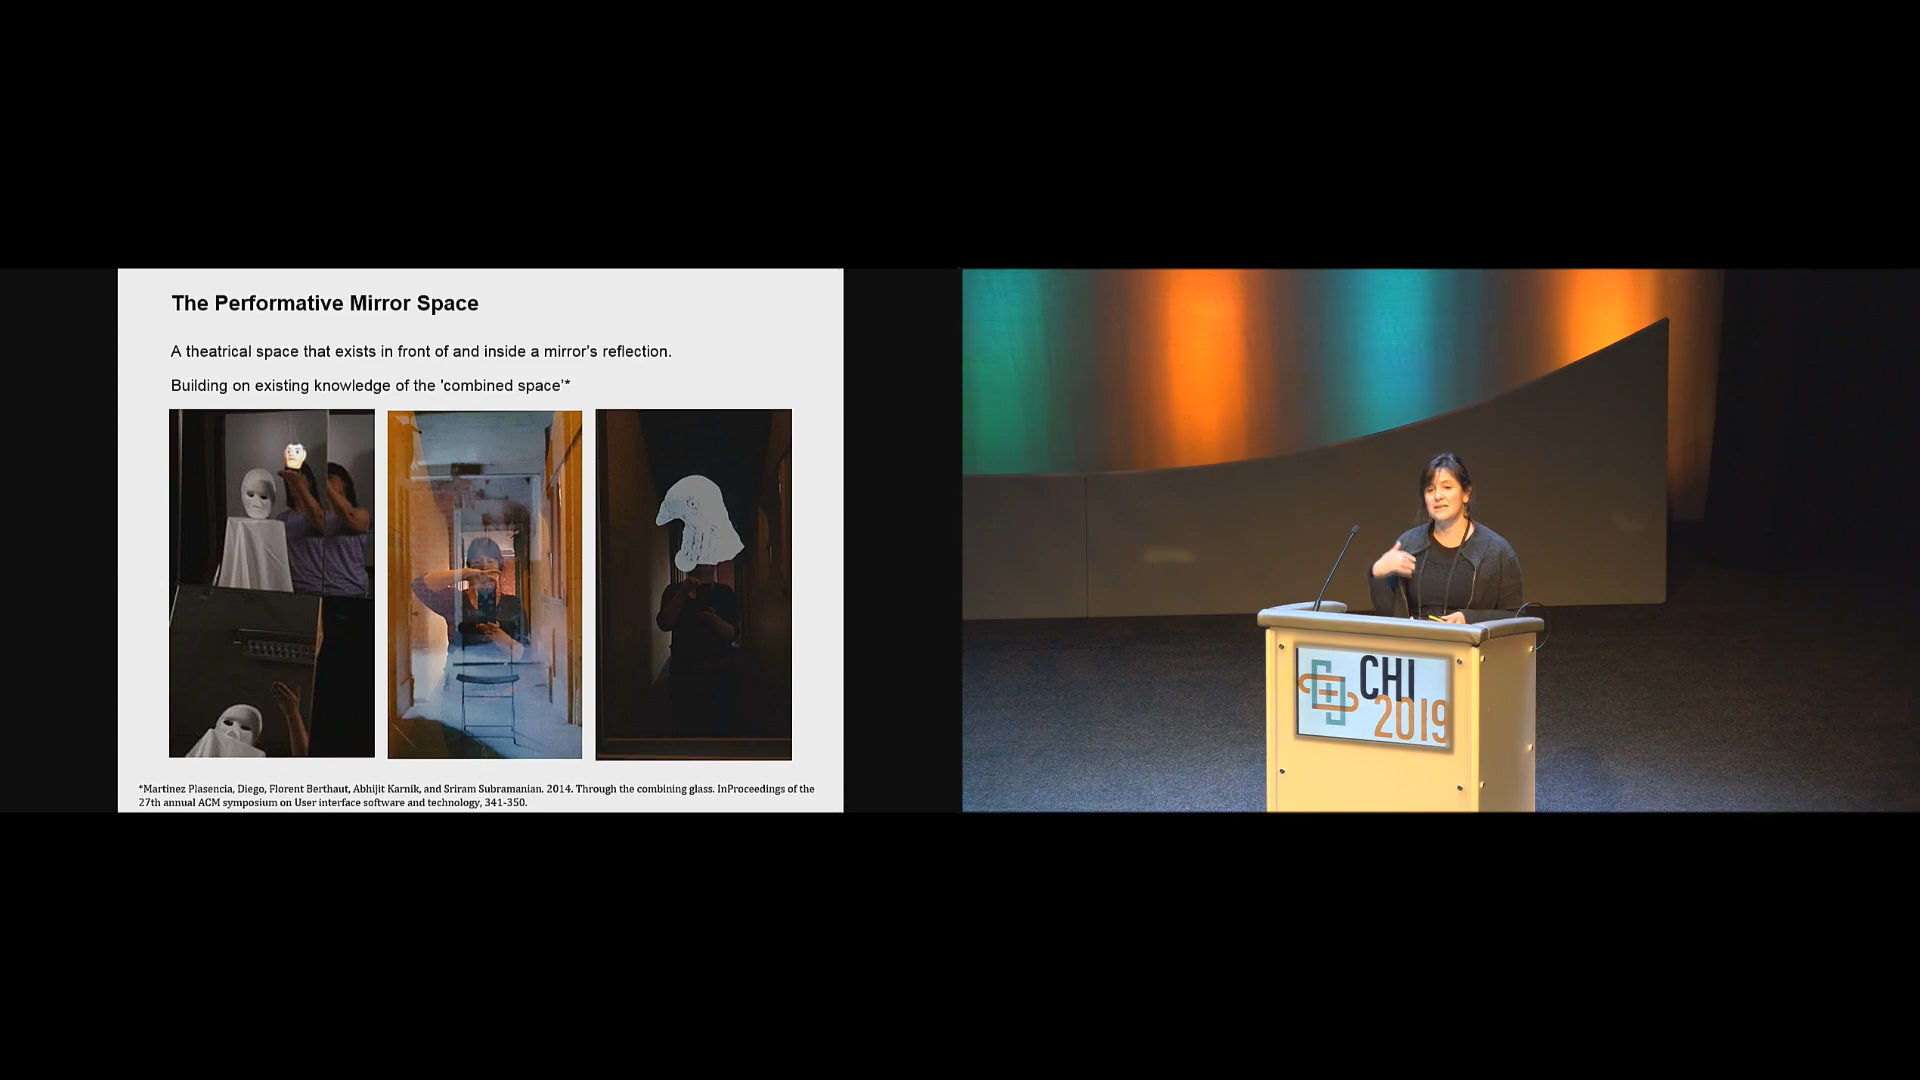 The Performative Mirror Space
A theatrical space that exists in front of and inside a mirror's reflection.
Building on existing knowledge of the 'combined space'*
*Martinez Plasencia, Diego, Florent Berthaut, Abhijit Karnik, and Sriram Subramanian. 2014. Through the combining glass. InProceedings of the
27th annual ACM symposium on User interface software and technology, 341-350.
CHI
2019